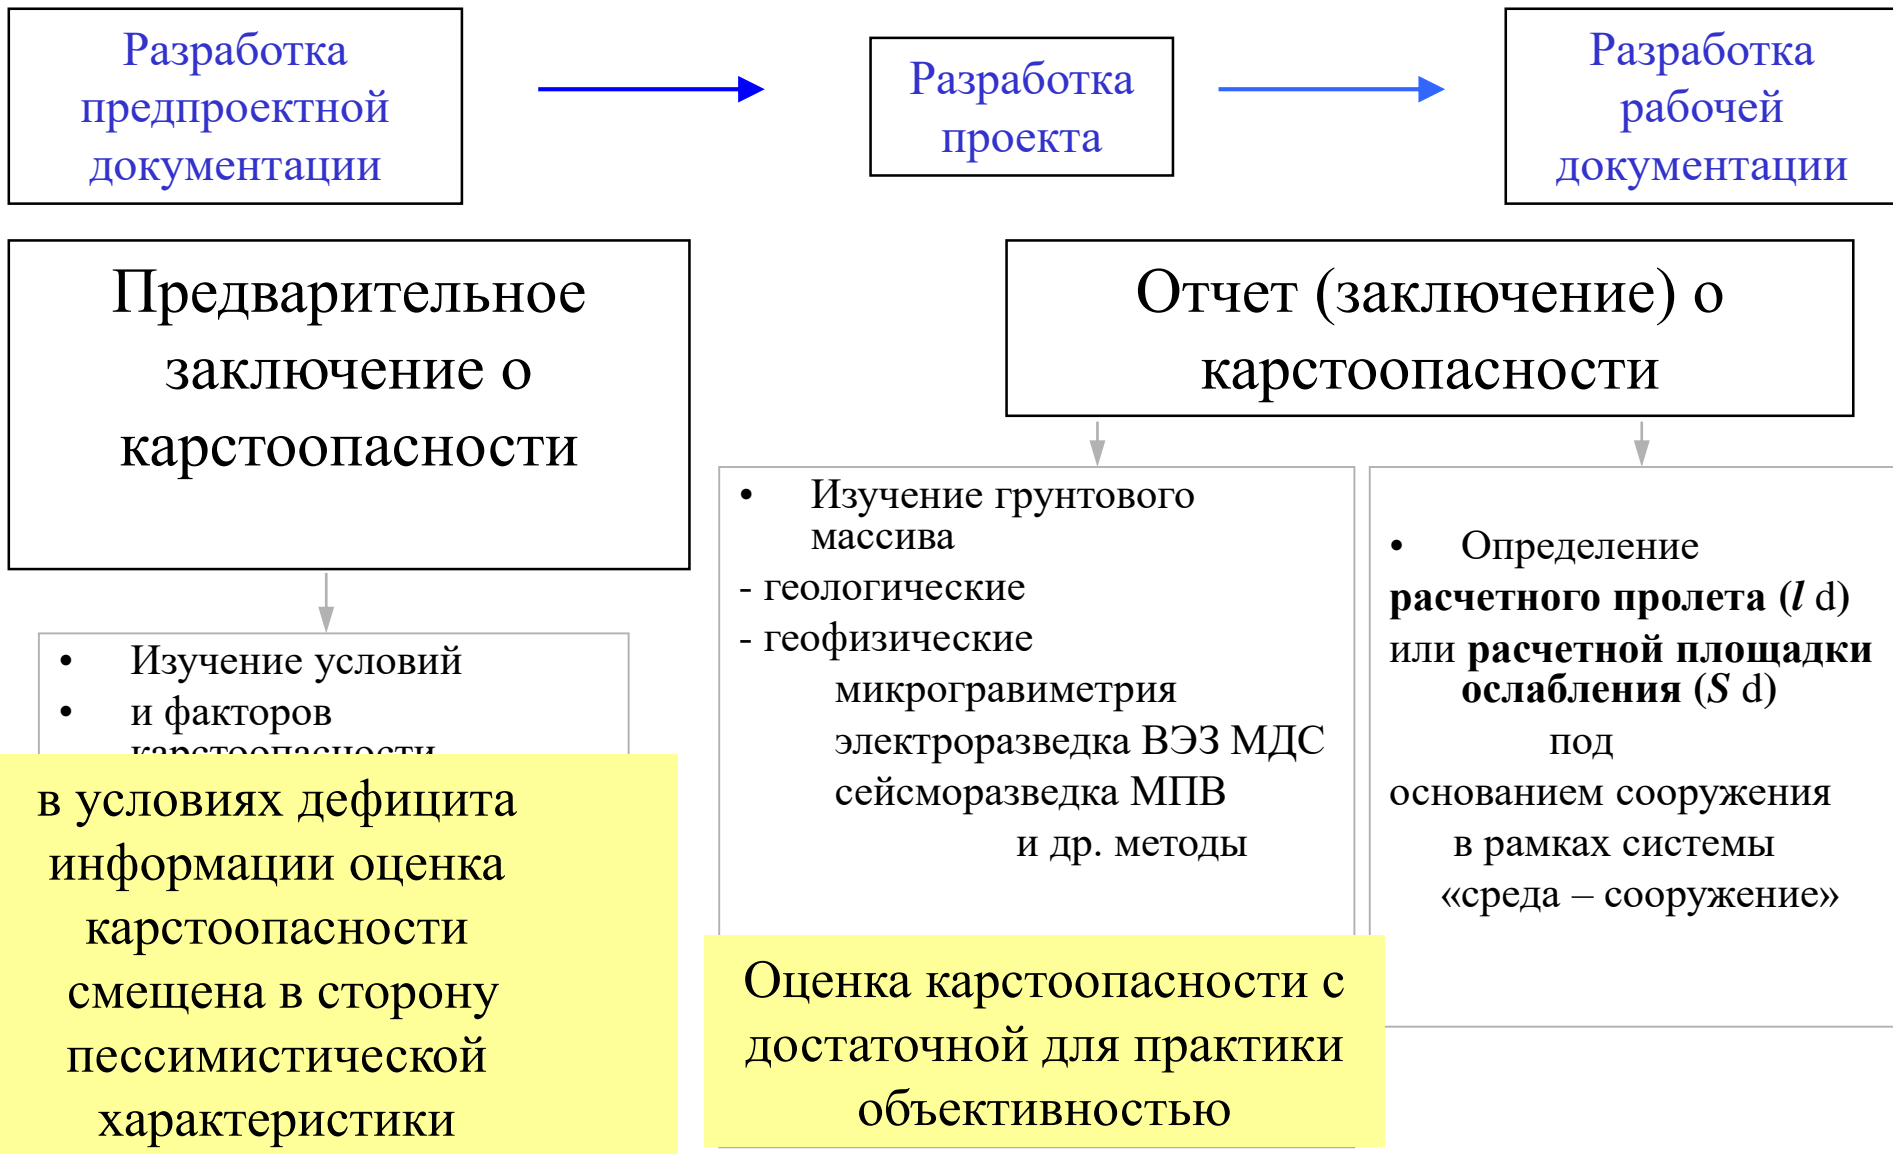 Разработка
предпроектной
документации
Разработка
проекта
Разработка
рабочей
документации
Предварительное
заключение о
карстоопасности
Отчет (заключение) о
карстоопасности
• Изучение условий
• и факторов
карстоопасности
в условиях дефицита
информации оценка
карстоопасности
смещена в сторону
пессимистической
характеристики
• Изучение грунтового
массива
- геологические
- геофизические
микрогравиметрия
электроразведка ВЭЗ МДС
сейсморазведка МПВ
и др. методы
Оценка карстоопасности с
достаточной для практики
объективностью
• Определение
расчетного пролета (l d)
или расчетной площадки
ослабления (S d)
под
основанием сооружения
в рамках системы
«среда – сооружение»